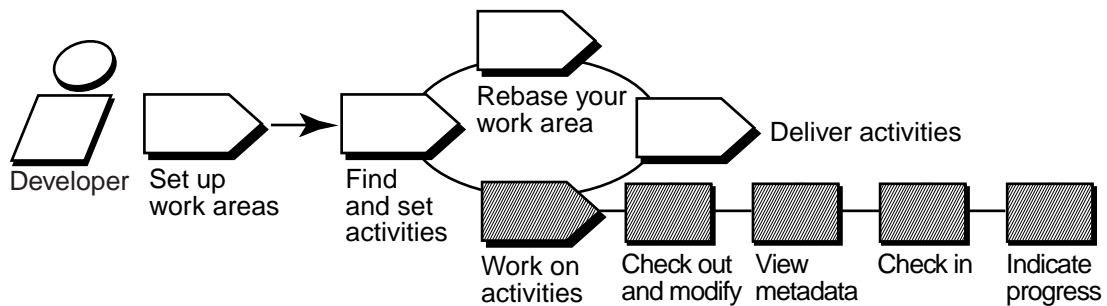 Developer
Set up
work areas
Find
and set
activities
Rebase your
work area
Deliver activities
Work on
activities
Check out
and modify
View
metadata
Check in
Indicate
progress